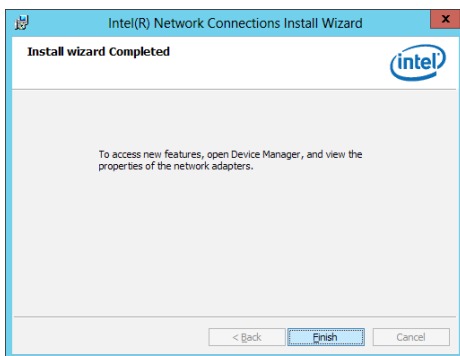 Intel(R) Network Connections Install Wizard
x
Install wizard Completed
intel
To access new features, open Device Manager, and view the
properties of the network adapters.
< Back
Finish
Cancel